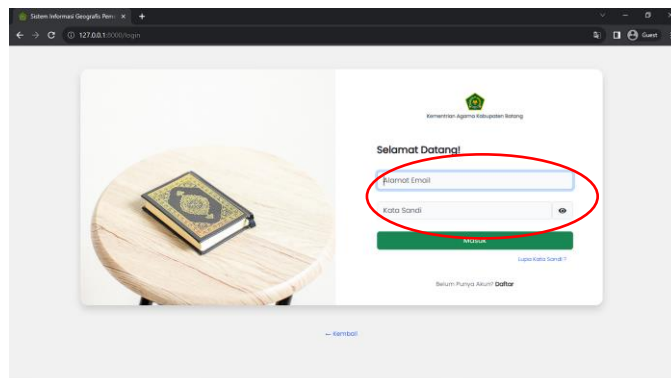 Sistem Informasi Geografis Pem
127.0.0.1:8000/login
Guest
Kementrian Agama Kabupaten Batang
Selamat Datang!
Alamat Email
Kata Sandi
Masuk
Lupa Kata Sandi ?
Belum Punya Akun? Daftar
← Kembali